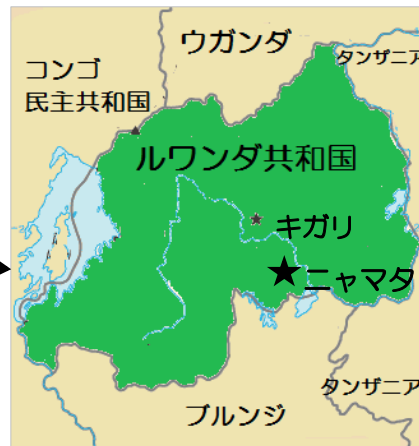 ウガンダ
タンザニア
コンゴ
民主共和国
ルワンダ共和国
キガリ
ニャマタ
タンザニア
ブルンジ